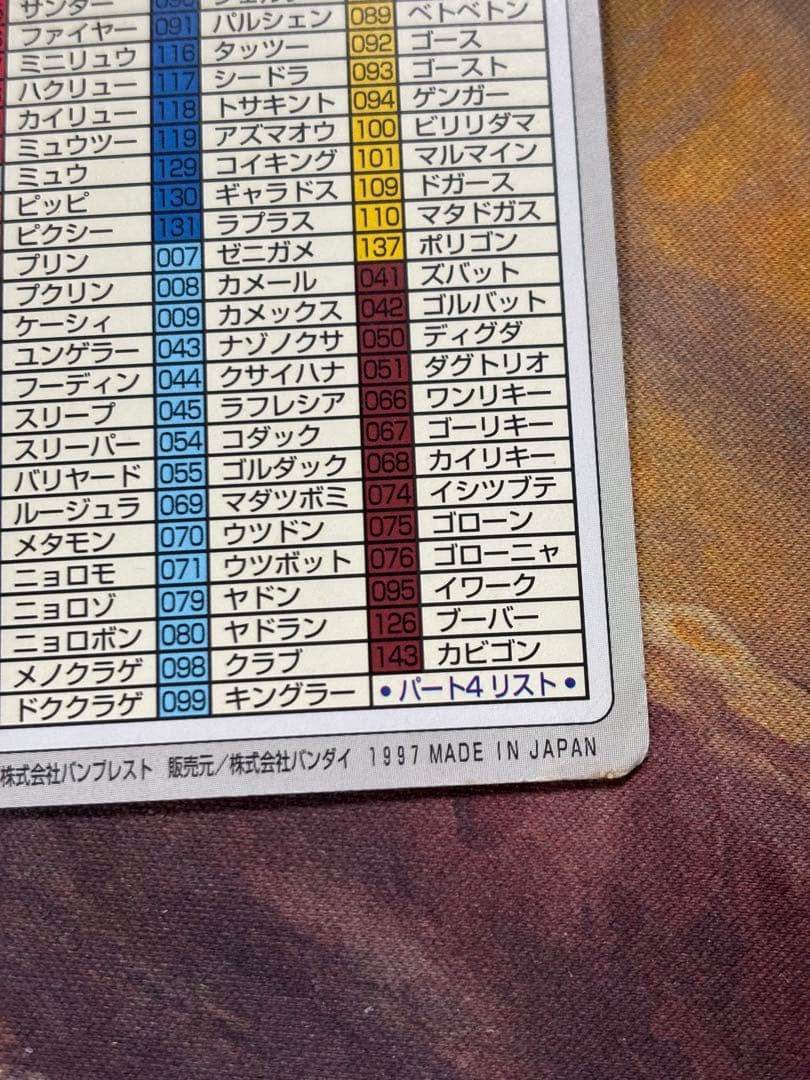 サンダー 090 シェルダー 089 ベトベトン
ファイヤー 091 パルシェン 092 ゴース
ミニリュウ 116 タッツー 093 ゴースト
ハクリュー 117 シードラ 094 ゲンガー
カイリュー 118 トサキント 100 ビリリダマ
ミュウツー 119 アズマオウ 101 マルマイン
ミュウ 129 コイキング 109 ドガース
ピッピ 130 ギャラドス 110 マタドガス
ピクシー 131 ラプラス 137 ポリゴン
プリン 007 ゼニガメ 041 ズバット
プクリン 008 カメール 042 ゴルバット
ケーシィ 009 カメックス 050 ディグダ
ユンゲラー 043 ナゾノクサ 051 ダグトリオ
フーディン 044 クサイハナ 066 ワンリキー
スリープ 045 ラフレシア 067 ゴーリキー
スリーパー 054 コダック 068 カイリキー
バリヤード 055 ゴルダック 074 イシツブテ
ルージュラ 069 マダツボミ 075 ゴローン
メタモン 070 ウツドン 076 ゴローニャ
ニョロモ 071 ウツボット 095 イワーク
ニョロゾ 079 ヤドン 126 ブーバー
ニョロボン 080 ヤドラン 143 カビゴン
メノクラゲ 098 クラブ •パート4リスト•
ドククラゲ 099 キングラー
株式会社バンプレスト 販売元/株式会社バンダイ 1997 MADE IN JAPAN